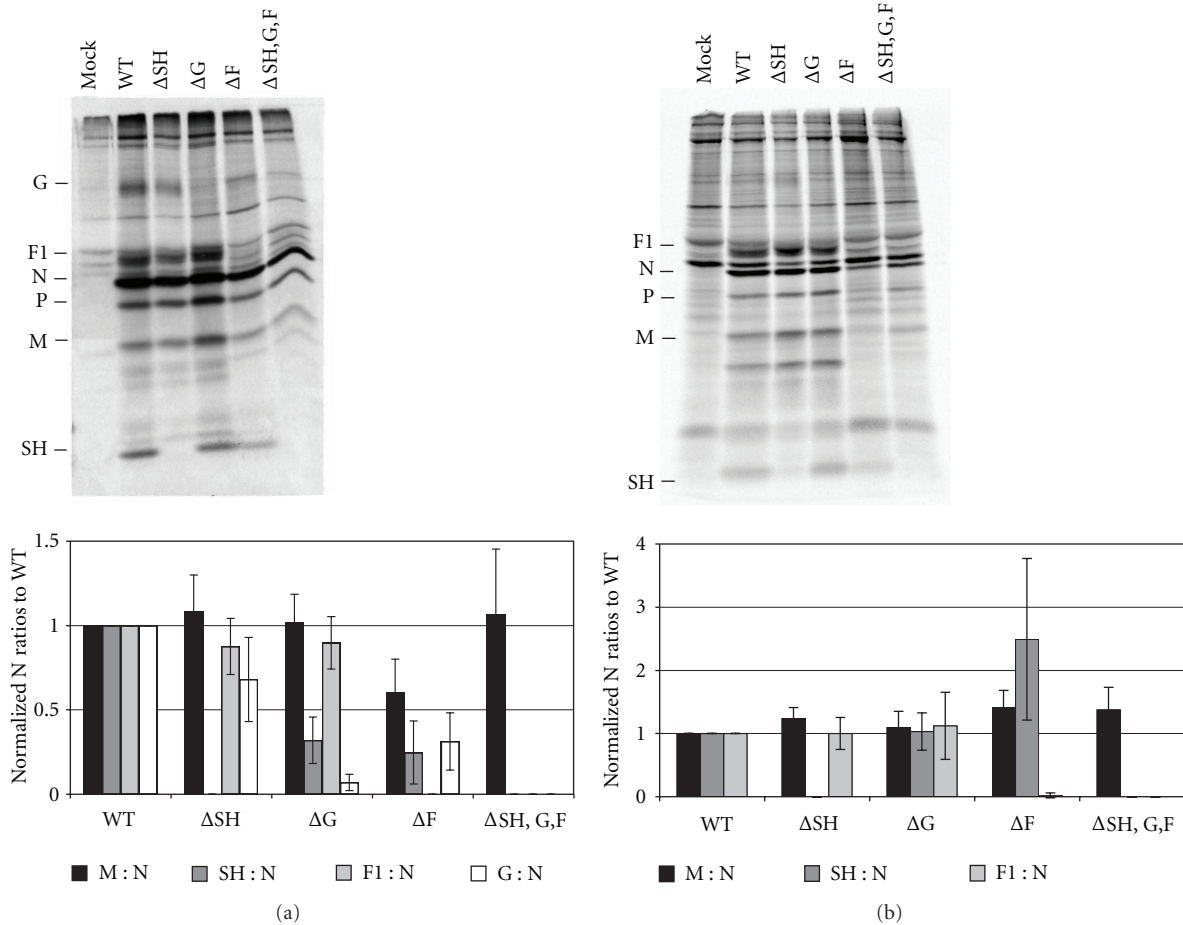 Mock
WT
ΔSH
ΔG
ΔF
Δ SH,G,F
G
F1
N
P
M
SH
Normalized N ratios to WT
1.5
1
0.5
0
WT
ΔSH
ΔG
ΔF
ΔSH, G,F
M : N
SH : N
F1 : N
G : N
(a)
Mock
WT
ΔSH
ΔG
ΔF
Δ SH,G,F
F1
N
P
M
SH
Normalized N ratios to WT
4
3
2
1
0
WT
ΔSH
ΔG
ΔF
ΔSH, G,F
M : N
SH : N
F1 : N
(b)